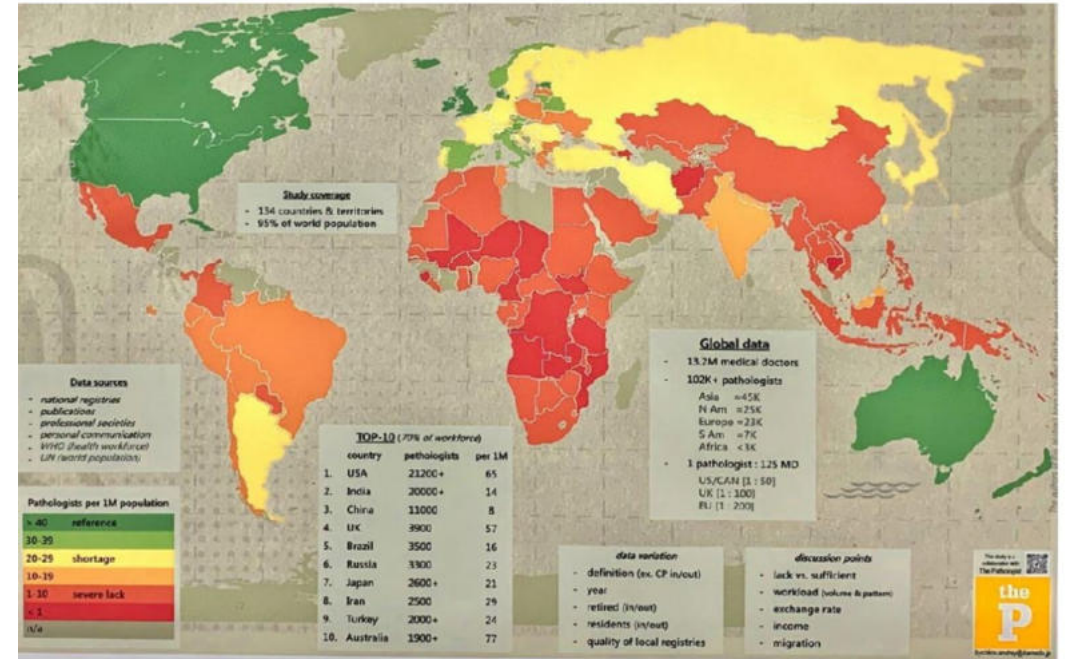 Study coverage
- 134 countries & territories
- 95% of world population
Data sources
- national registries
- publications
- professional societies
- personal communication
- WHO (health workforce)
- UN (world population)
Pathologists per 1M population
> 40 reference
30-39
20-29 shortage
10-19
1-10 severe lack
< 1
n/a
TOP-10 (70% of workforce)
country pathologists per 1M
1. USA 21200+ 65
2. India 20000+ 14
3. China 11000 8
4. UK 3900 57
5. Brazil 3500 16
6. Russia 3300 23
7. Japan 2600+ 21
8. Iran 2500 29
9. Turkey 2000+ 24
10. Australia 1900+ 77
Global data
- 13.2M medical doctors
- 102K+ pathologists
Asia ≈45K
N Am ≈25K
Europe ≈23K
S Am ≈7K
Africa <3K
- 1 pathologist : 125 MD
US/CAN [1 : 50]
UK [1 : 100]
EU [1 : 200]
data variation
- definition (ex. CP in/out)
- year
- retired (in/out)
- residents (in/out)
- quality of local registries
discussion points
- lack vs. sufficient
- workload (volume & pattern)
- exchange rate
- income
- migration
This study is a
collaboration with
The Pathologist
the
P